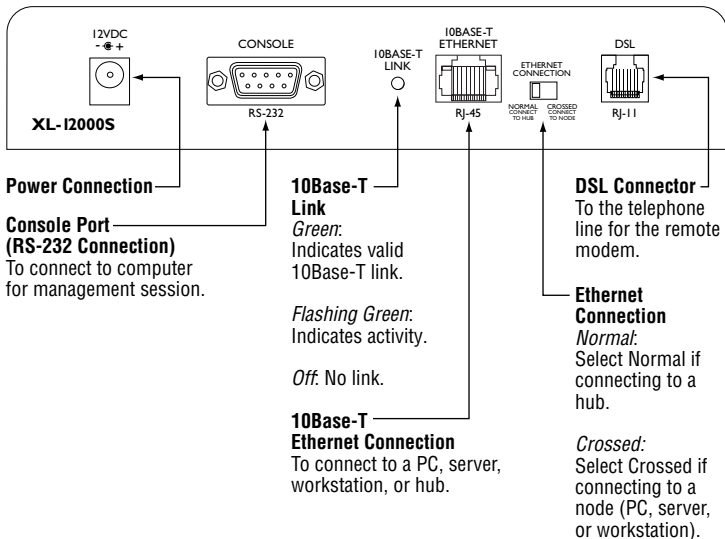 12VDC
- +
XL-I2000S
CONSOLE
RS-232
10BASE-T
LINK
10BASE-T
ETHERNET
RJ-45
ETHERNET
CONNECTION
NORMAL
CONNECT
TO HUB
CROSSED
CONNECT
TO NODE
DSL
RJ-11
Power Connection
Console Port
(RS-232 Connection)
To connect to computer
for management session.
10Base-T
Link
Green:
Indicates valid
10Base-T link.
Flashing Green:
Indicates activity.
Off: No link.
10Base-T
Ethernet Connection
To connect to a PC, server,
workstation, or hub.
DSL Connector
To the telephone
line for the remote
modem.
Ethernet
Connection
Normal:
Select Normal if
connecting to a
hub.
Crossed:
Select Crossed if
connecting to a
node (PC, server,
or workstation).